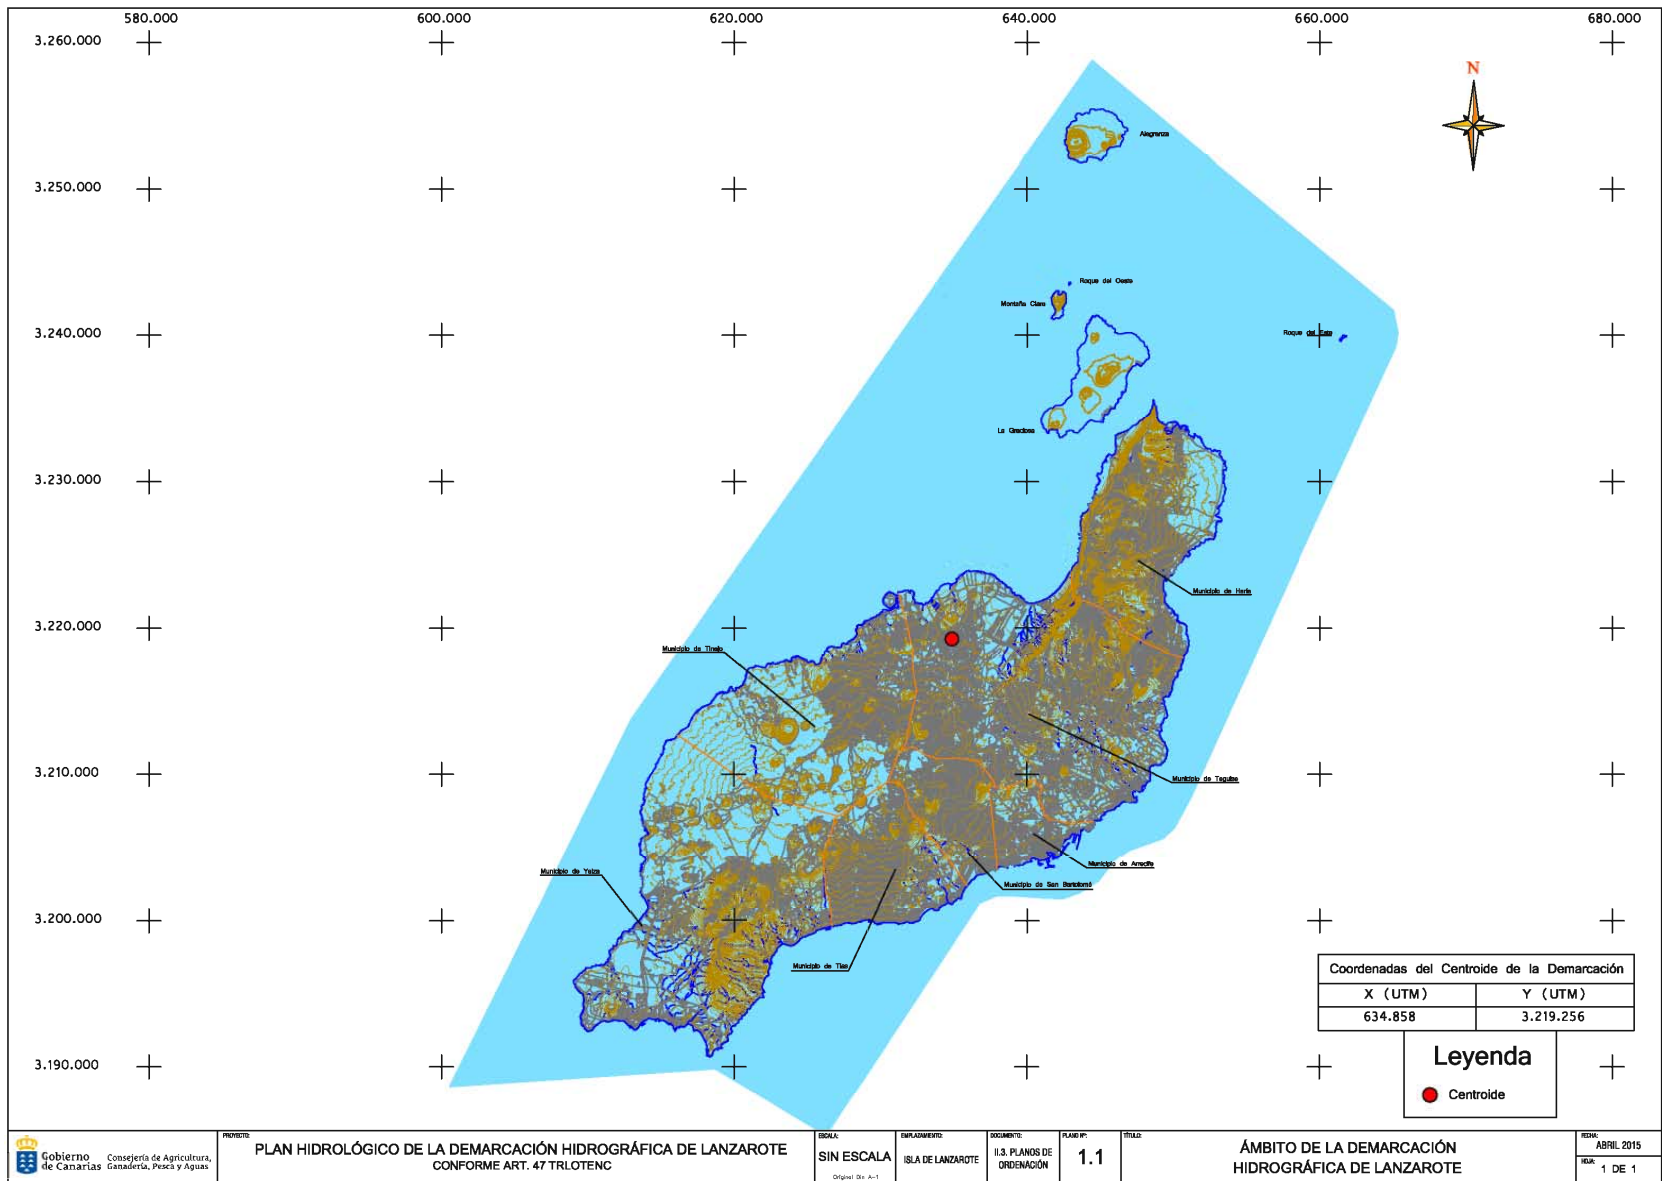 580.000 600.000 620.000 640.000 660.000 680.000
3.260.000
N
Alegranza
3.250.000
Roque del Oeste
Montaña Clara
3.240.000
Roque del Este
La Graciosa
3.230.000
Municipio de Haría
3.220.000
Municipio de Tinajo
3.210.000
Municipio de Teguise
Municipio de Arrecife
Municipio de Yaiza
Municipio de San Bartolomé
3.200.000
Municipio de Tías
Coordenadas del Centroide de la Demarcación
X (UTM) Y (UTM)
634.858 3.219.256
3.190.000
Leyenda
Centroide
Gobierno de Canarias
Consejería de Agricultura, Ganadería, Pesca y Aguas
PROYECTO:
PLAN HIDROLÓGICO DE LA DEMARCACIÓN HIDROGRÁFICA DE LANZAROTE
CONFORME ART. 47 TRLOTENC
ESCALA:
SIN ESCALA
Original Din A-1
EMPLAZAMIENTO:
ISLA DE LANZAROTE
DOCUMENTO:
II.3. PLANOS DE
ORDENACIÓN
PLANO Nº:
1.1
TÍTULO:
ÁMBITO DE LA DEMARCACIÓN
HIDROGRÁFICA DE LANZAROTE
FECHA:
ABRIL 2015
HOJA:
1 DE 1